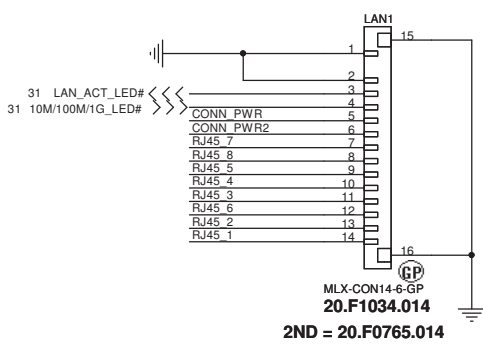 LAN1
15
1
2
31 LAN_ACT_LED# 3
31 10M/100M/1G_LED# 4
CONN_PWR 5
CONN_PWR2 6
RJ45_7 7
RJ45_8 8
RJ45_5 9
RJ45_4 10
RJ45_3 11
RJ45_6 12
RJ45_2 13
RJ45_1 14
16
GP
MLX-CON14-6-GP
20.F1034.014
2ND = 20.F0765.014